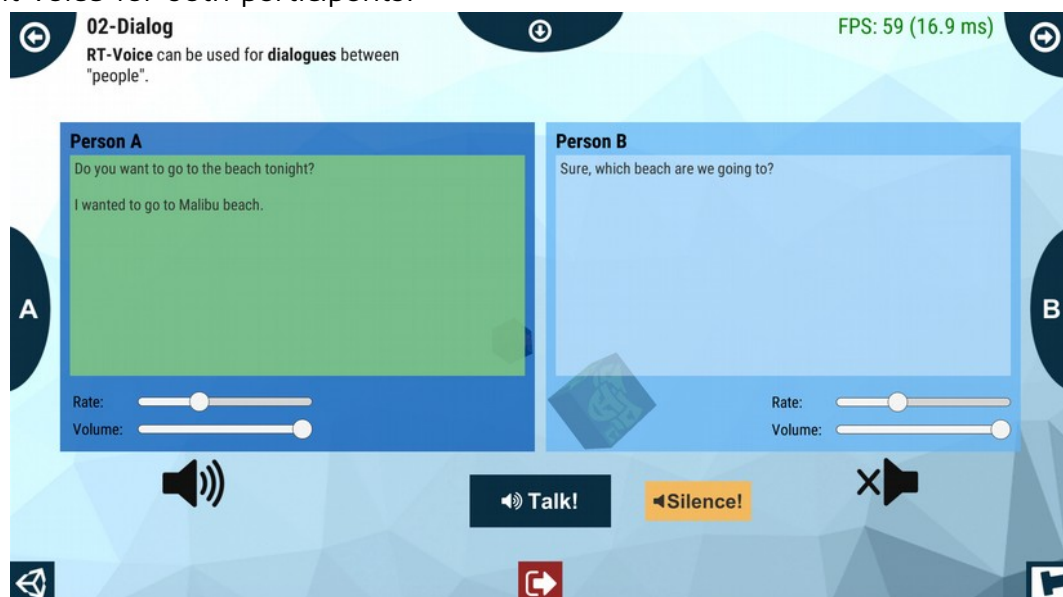 02-Dialog
RT-Voice can be used for dialogues between
"people".
FPS: 59 (16.9 ms)
Person A
Do you want to go to the beach tonight?
I wanted to go to Malibu beach.
Rate:
Volume:
Person B
Sure, which beach are we going to?
Rate:
Volume:
A
B
Talk!
Silence!